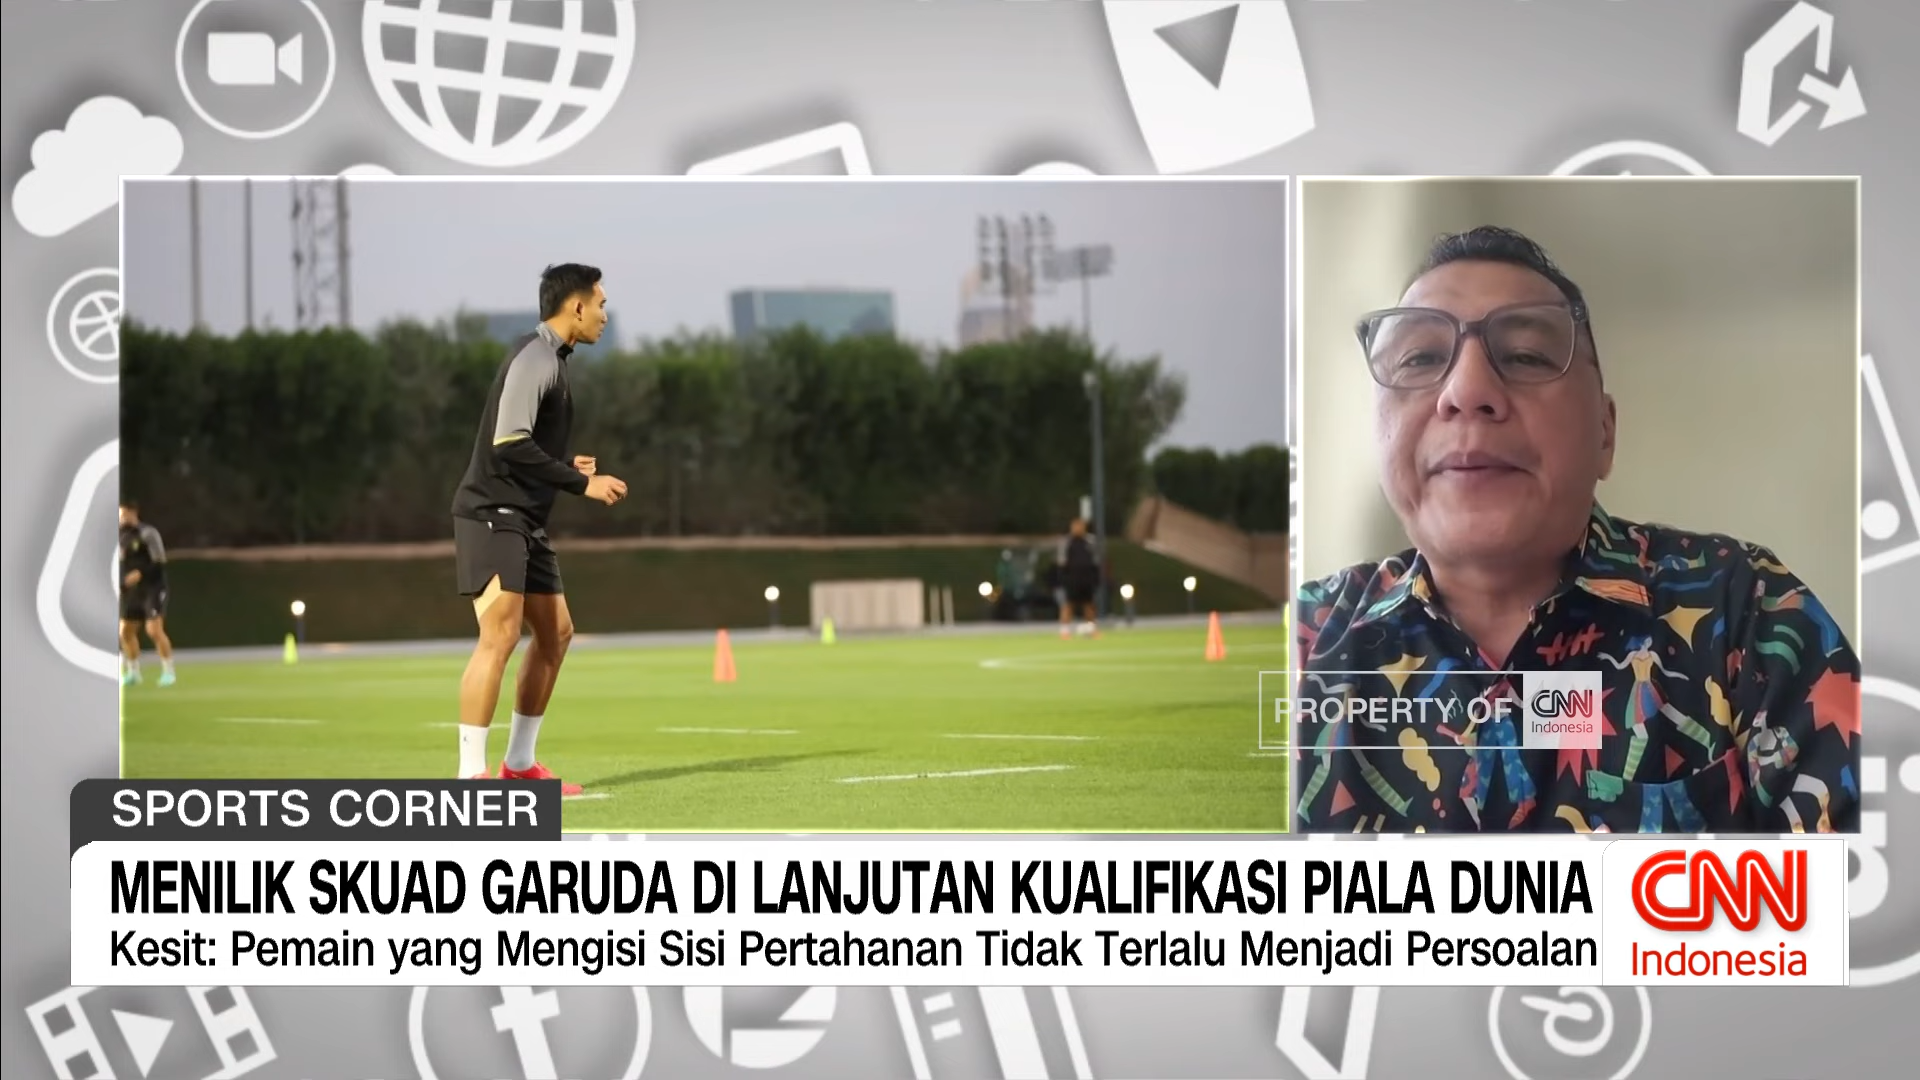 PROPERTY OF CNN Indonesia
SPORTS CORNER
MENILIK SKUAD GARUDA DI LANJUTAN KUALIFIKASI PIALA DUNIA
Kesit: Pemain yang Mengisi Sisi Pertahanan Tidak Terlalu Menjadi Persoalan
CNN
Indonesia